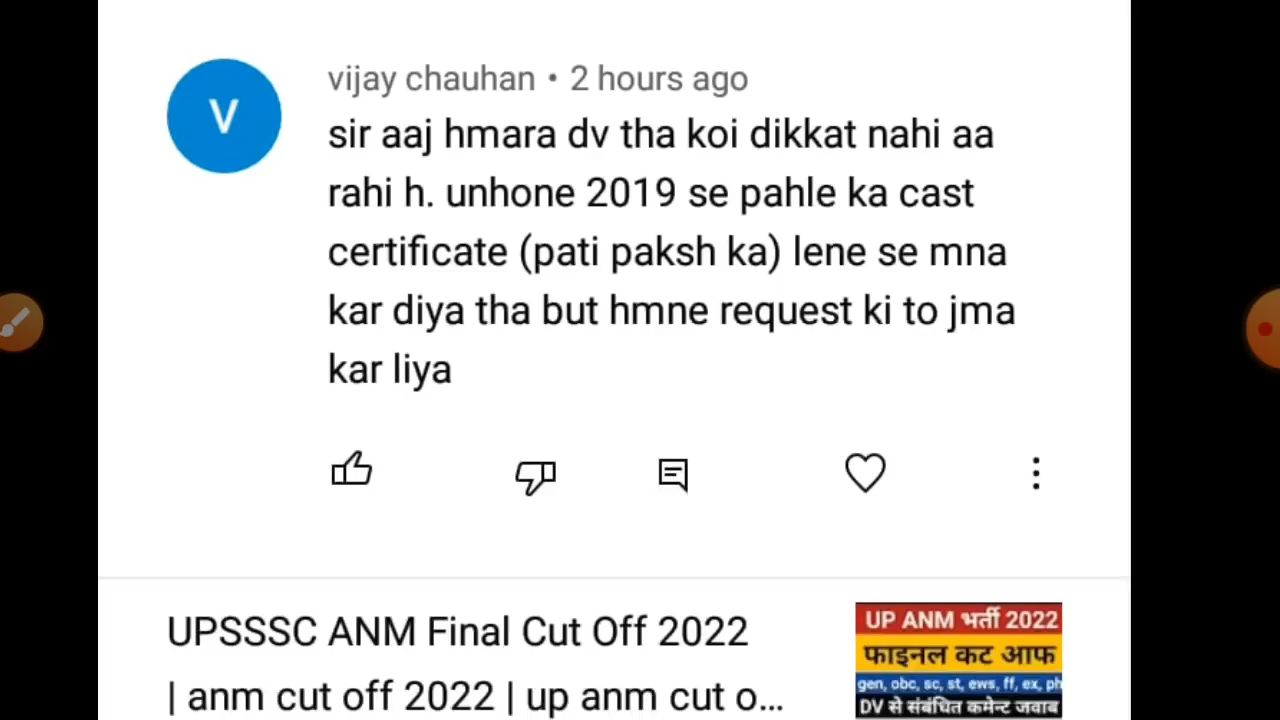 V
vijay chauhan • 2 hours ago
sir aaj hmara dv tha koi dikkat nahi aa
rahi h. unhone 2019 se pahle ka cast
certificate (pati paksh ka) lene se mna
kar diya tha but hmne request ki to jma
kar liya
UPSSSC ANM Final Cut Off 2022
| anm cut off 2022 | up anm cut o...
UP ANM भर्ती 2022
फाइनल कट आफ
gen, obc, sc, st, ews, ff, ex, ph
DV से संबंधित कमेन्ट जवाब